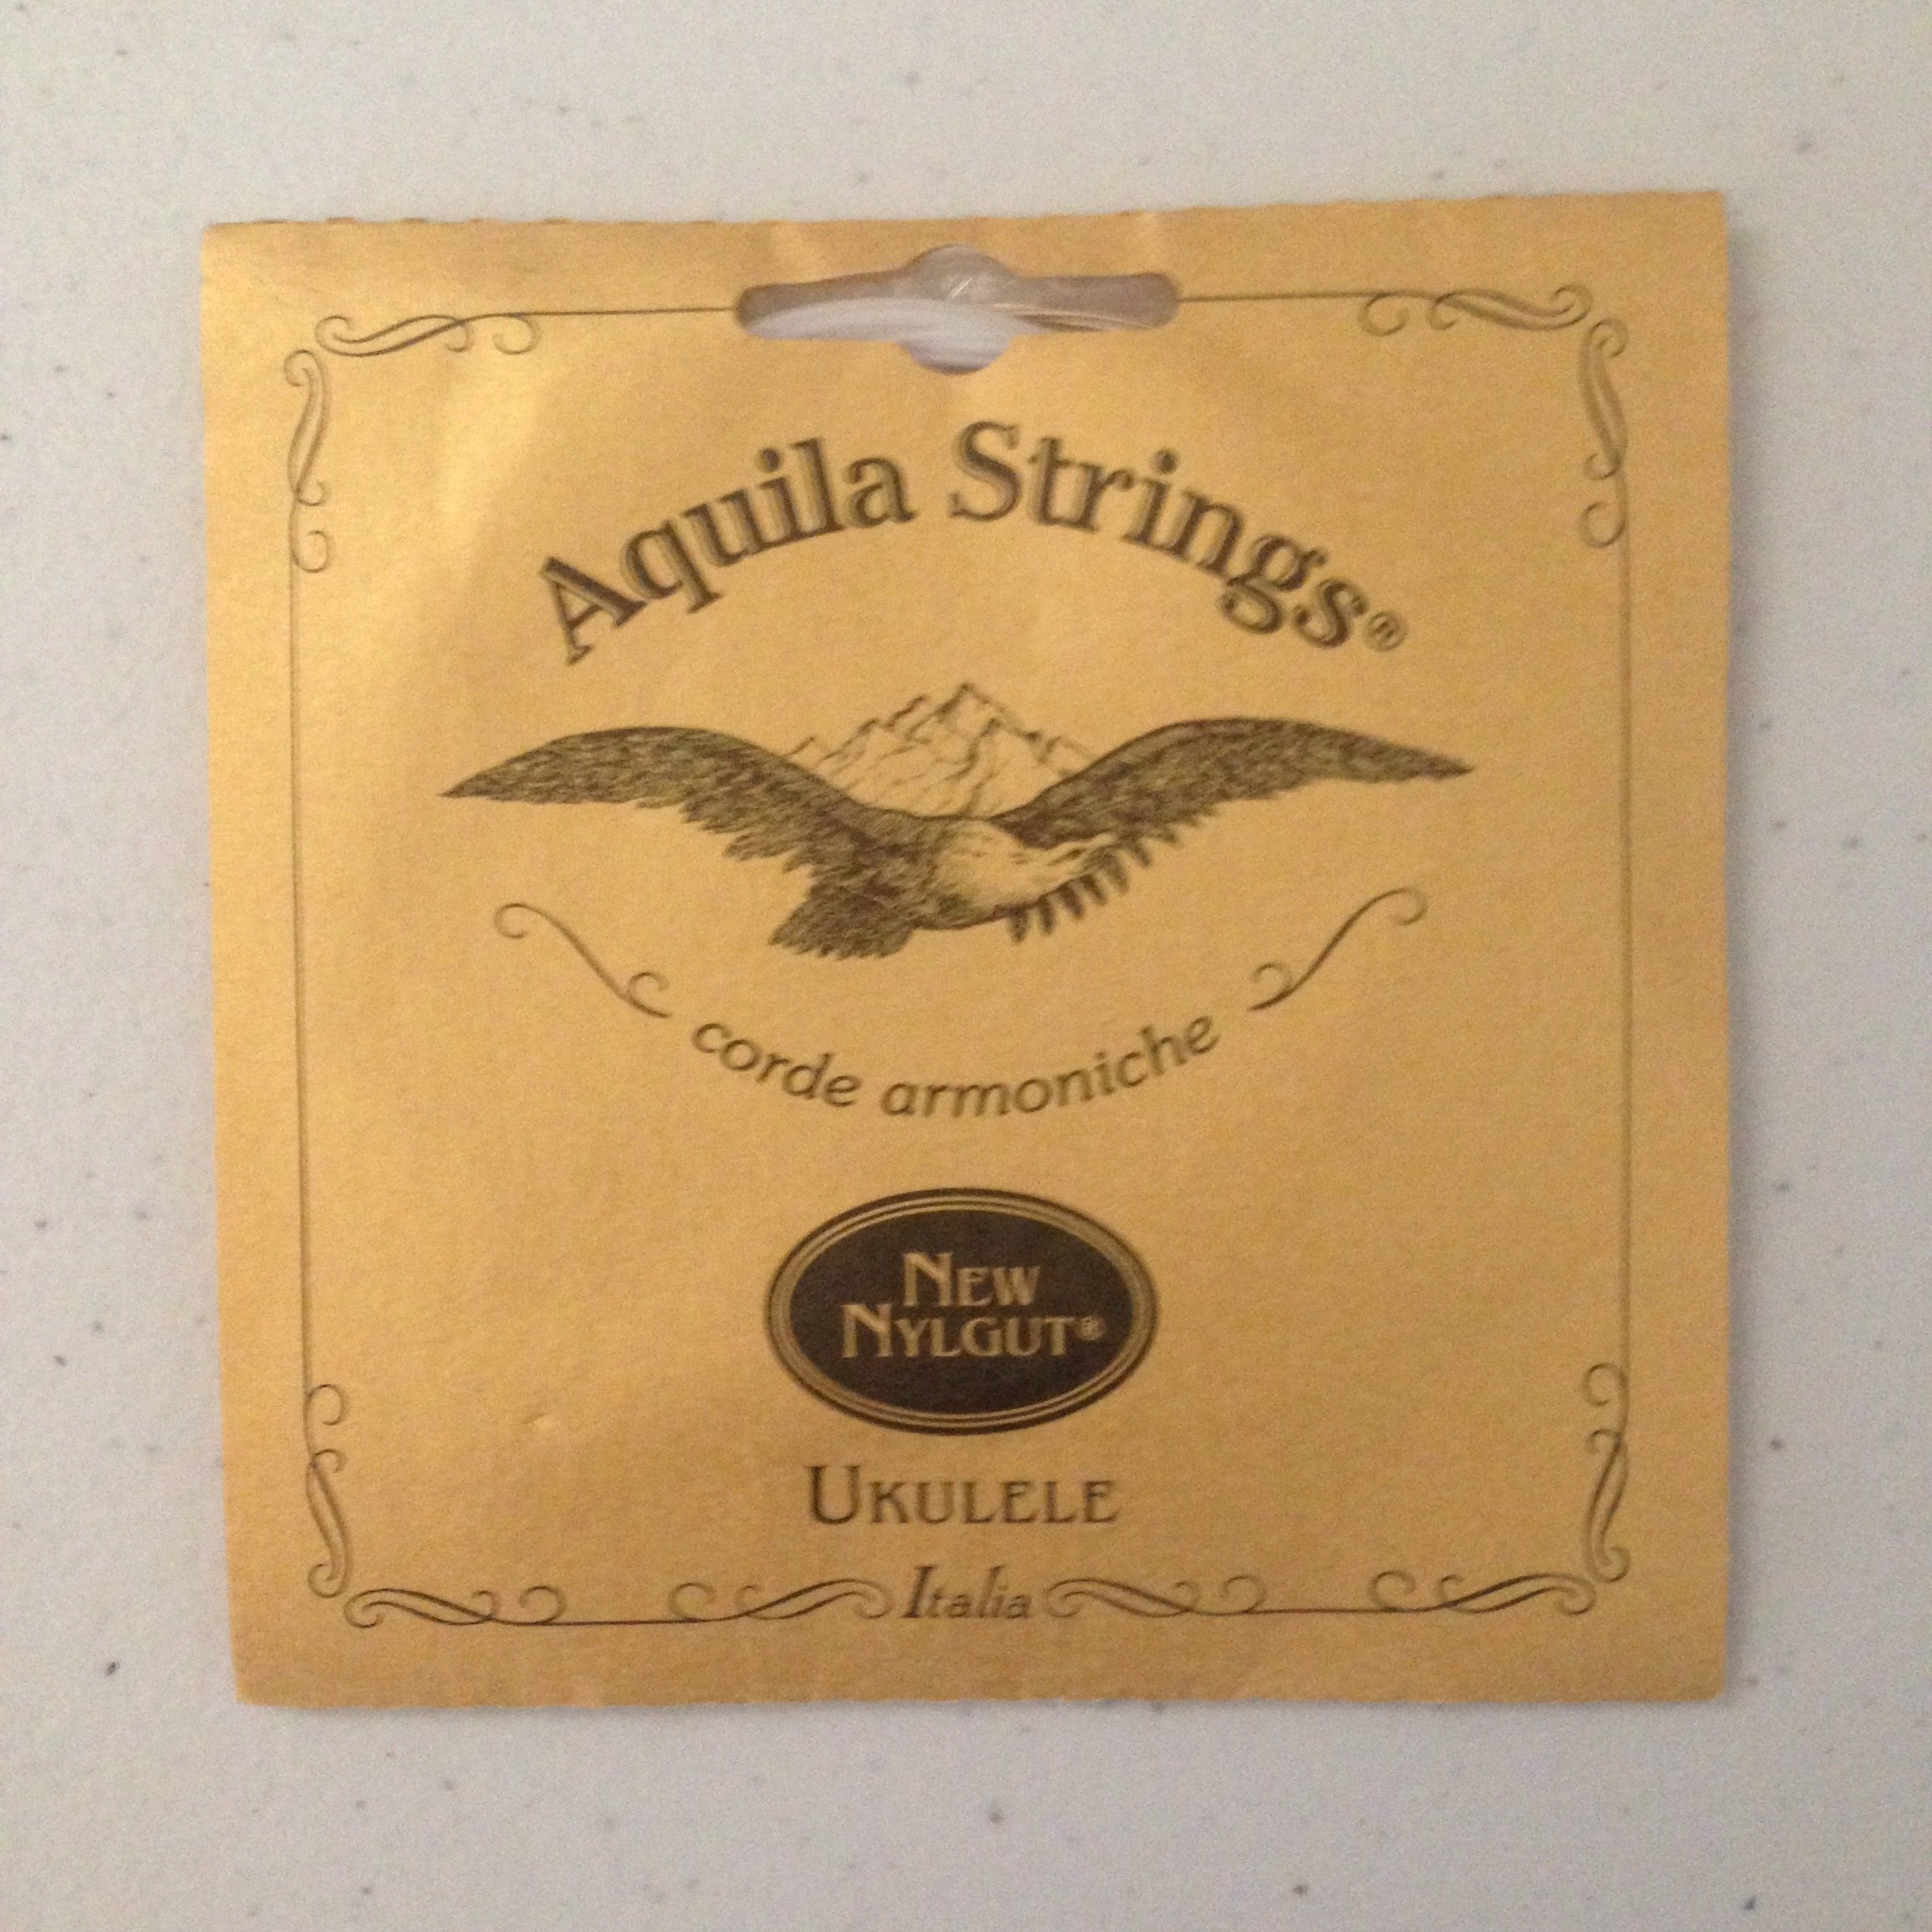 Aquila Strings®
corde armoniche
NEW
NYLGUT®
UKULELE
Italia